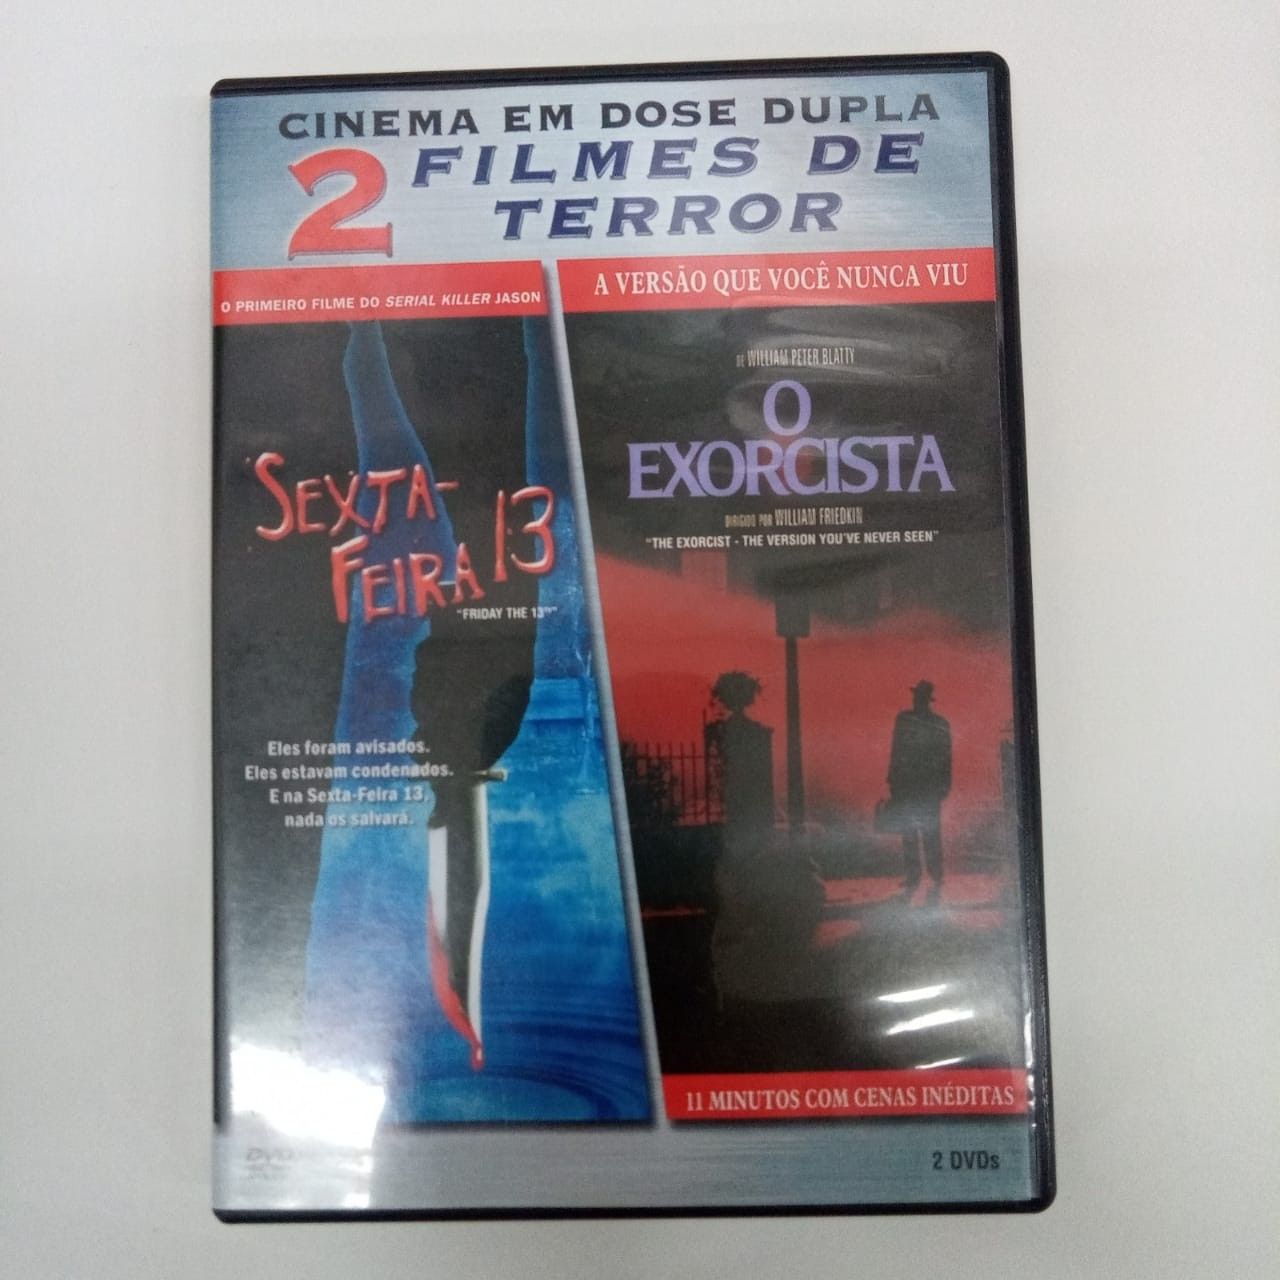 CINEMA EM DOSE DUPLA
2 FILMES DE
TERROR
O PRIMEIRO FILME DO SERIAL KILLER JASON
SEXTA-
FEIRA 13
"FRIDAY THE 13TH"
Eles foram avisados.
Eles estavam condenados.
E na Sexta-Feira 13,
nada os salvará.
A VERSÃO QUE VOCÊ NUNCA VIU
DE WILLIAM PETER BLATTY
O
EXORCISTA
DIRIGIDO POR WILLIAM FRIEDKIN
"THE EXORCIST - THE VERSION YOU'VE NEVER SEEN"
11 MINUTOS COM CENAS INÉDITAS
DVD
2 DVDs